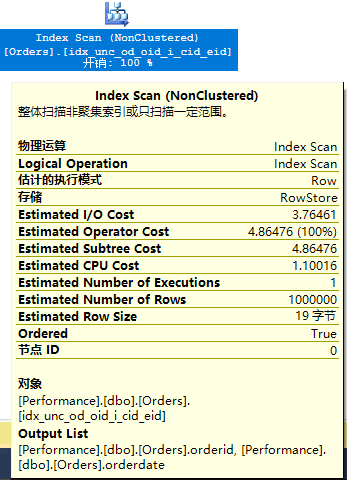 Index Scan (NonClustered)
[Orders].[idx_unc_od_oid_i_cid_eid]
开销: 100 %
Index Scan (NonClustered)
整体扫描非聚集索引或只扫描一定范围。
物理运算 Index Scan
Logical Operation Index Scan
估计的执行模式 Row
存储 RowStore
Estimated I/O Cost 3.76461
Estimated Operator Cost 4.86476 (100%)
Estimated Subtree Cost 4.86476
Estimated CPU Cost 1.10016
Estimated Number of Executions 1
Estimated Number of Rows 1000000
Estimated Row Size 19 字节
Ordered True
节点 ID 0
对象
[Performance].[dbo].[Orders].
[idx_unc_od_oid_i_cid_eid]
Output List
[Performance].[dbo].[Orders].orderid, [Performance].
[dbo].[Orders].orderdate